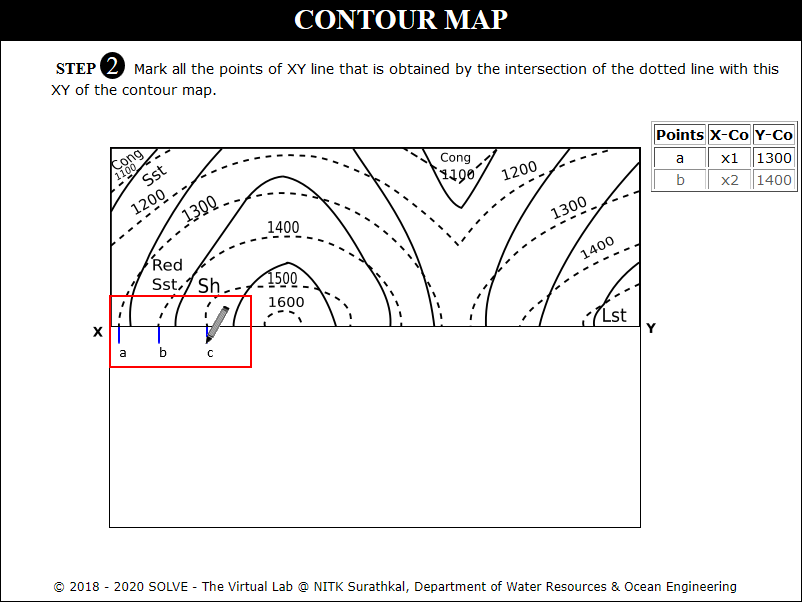 CONTOUR MAP
STEP 2 Mark all the points of XY line that is obtained by the intersection of the dotted line with this
XY of the contour map.
Points X-Co Y-Co
a x1 1300
b x2 1400
Cong
1100
Sst
1200
1300
1400
Cong
1100
1200
1300
1400
Red
Sst.
Sh
1500
1600
Lst
X
Y
a b c
© 2018 - 2020 SOLVE - The Virtual Lab @ NITK Surathkal, Department of Water Resources & Ocean Engineering